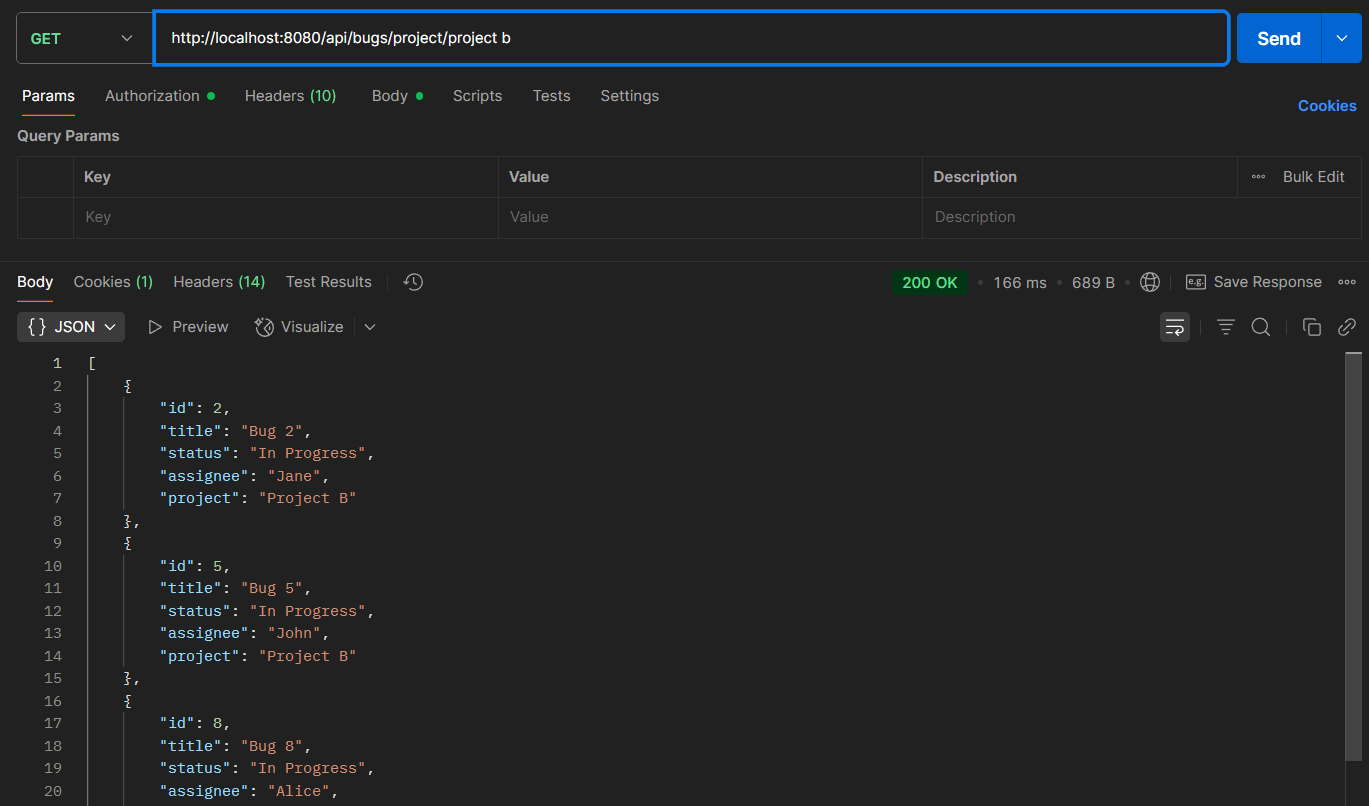 GET http://localhost:8080/api/bugs/project/project b Send
Params Authorization Headers (10) Body Scripts Tests Settings Cookies
Query Params
Key Value Description Bulk Edit
Key Value Description
Body Cookies (1) Headers (14) Test Results 200 OK 166 ms 689 B e.g. Save Response
{} JSON Preview Visualize
1 [
2 {
3 "id": 2,
4 "title": "Bug 2",
5 "status": "In Progress",
6 "assignee": "Jane",
7 "project": "Project B"
8 },
9 {
10 "id": 5,
11 "title": "Bug 5",
12 "status": "In Progress",
13 "assignee": "John",
14 "project": "Project B"
15 },
16 {
17 "id": 8,
18 "title": "Bug 8",
19 "status": "In Progress",
20 "assignee": "Alice",